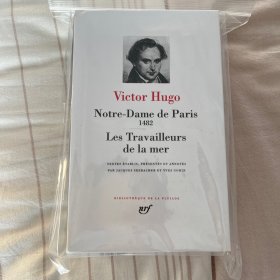 Victor Hugo
Notre-Dame de Paris
1482
Les Travailleurs
de la mer
TEXTES ÉTABLIS, PRÉSENTÉS ET ANNOTÉS
PAR JACQUES SEEBACHER ET YVES GOHIN
BIBLIOTHÈQUE DE LA PLÉIADE
nrf